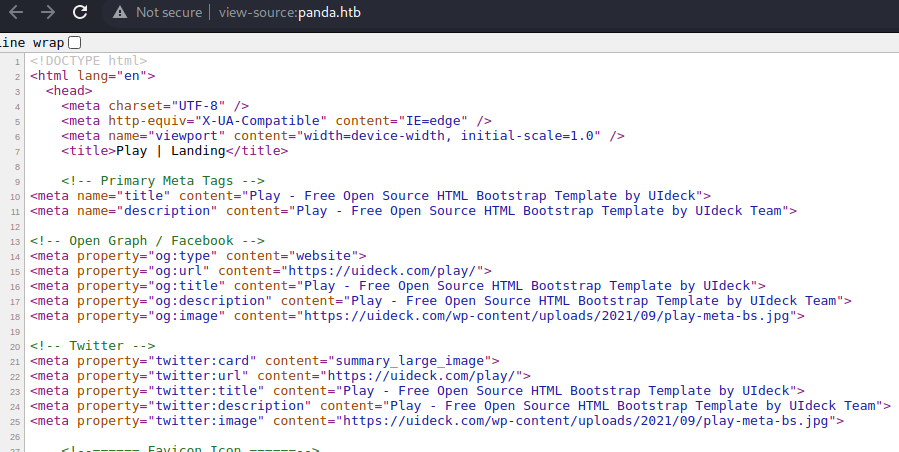 Not secure | view-source:panda.htb
ine wrap
1 <!DOCTYPE html>
2 <html lang="en">
3 <head>
4 <meta charset="UTF-8" />
5 <meta http-equiv="X-UA-Compatible" content="IE=edge" />
6 <meta name="viewport" content="width=device-width, initial-scale=1.0" />
7 <title>Play | Landing</title>
8
9 <!-- Primary Meta Tags -->
10 <meta name="title" content="Play - Free Open Source HTML Bootstrap Template by UIdeck">
11 <meta name="description" content="Play - Free Open Source HTML Bootstrap Template by UIdeck Team">
12
13 <!-- Open Graph / Facebook -->
14 <meta property="og:type" content="website">
15 <meta property="og:url" content="https://uideck.com/play/">
16 <meta property="og:title" content="Play - Free Open Source HTML Bootstrap Template by UIdeck">
17 <meta property="og:description" content="Play - Free Open Source HTML Bootstrap Template by UIdeck Team">
18 <meta property="og:image" content="https://uideck.com/wp-content/uploads/2021/09/play-meta-bs.jpg">
19
20 <!-- Twitter -->
21 <meta property="twitter:card" content="summary_large_image">
22 <meta property="twitter:url" content="https://uideck.com/play/">
23 <meta property="twitter:title" content="Play - Free Open Source HTML Bootstrap Template by UIdeck">
24 <meta property="twitter:description" content="Play - Free Open Source HTML Bootstrap Template by UIdeck Team">
25 <meta property="twitter:image" content="https://uideck.com/wp-content/uploads/2021/09/play-meta-bs.jpg">
26
27 <!--====== Favicon Icon ======-->